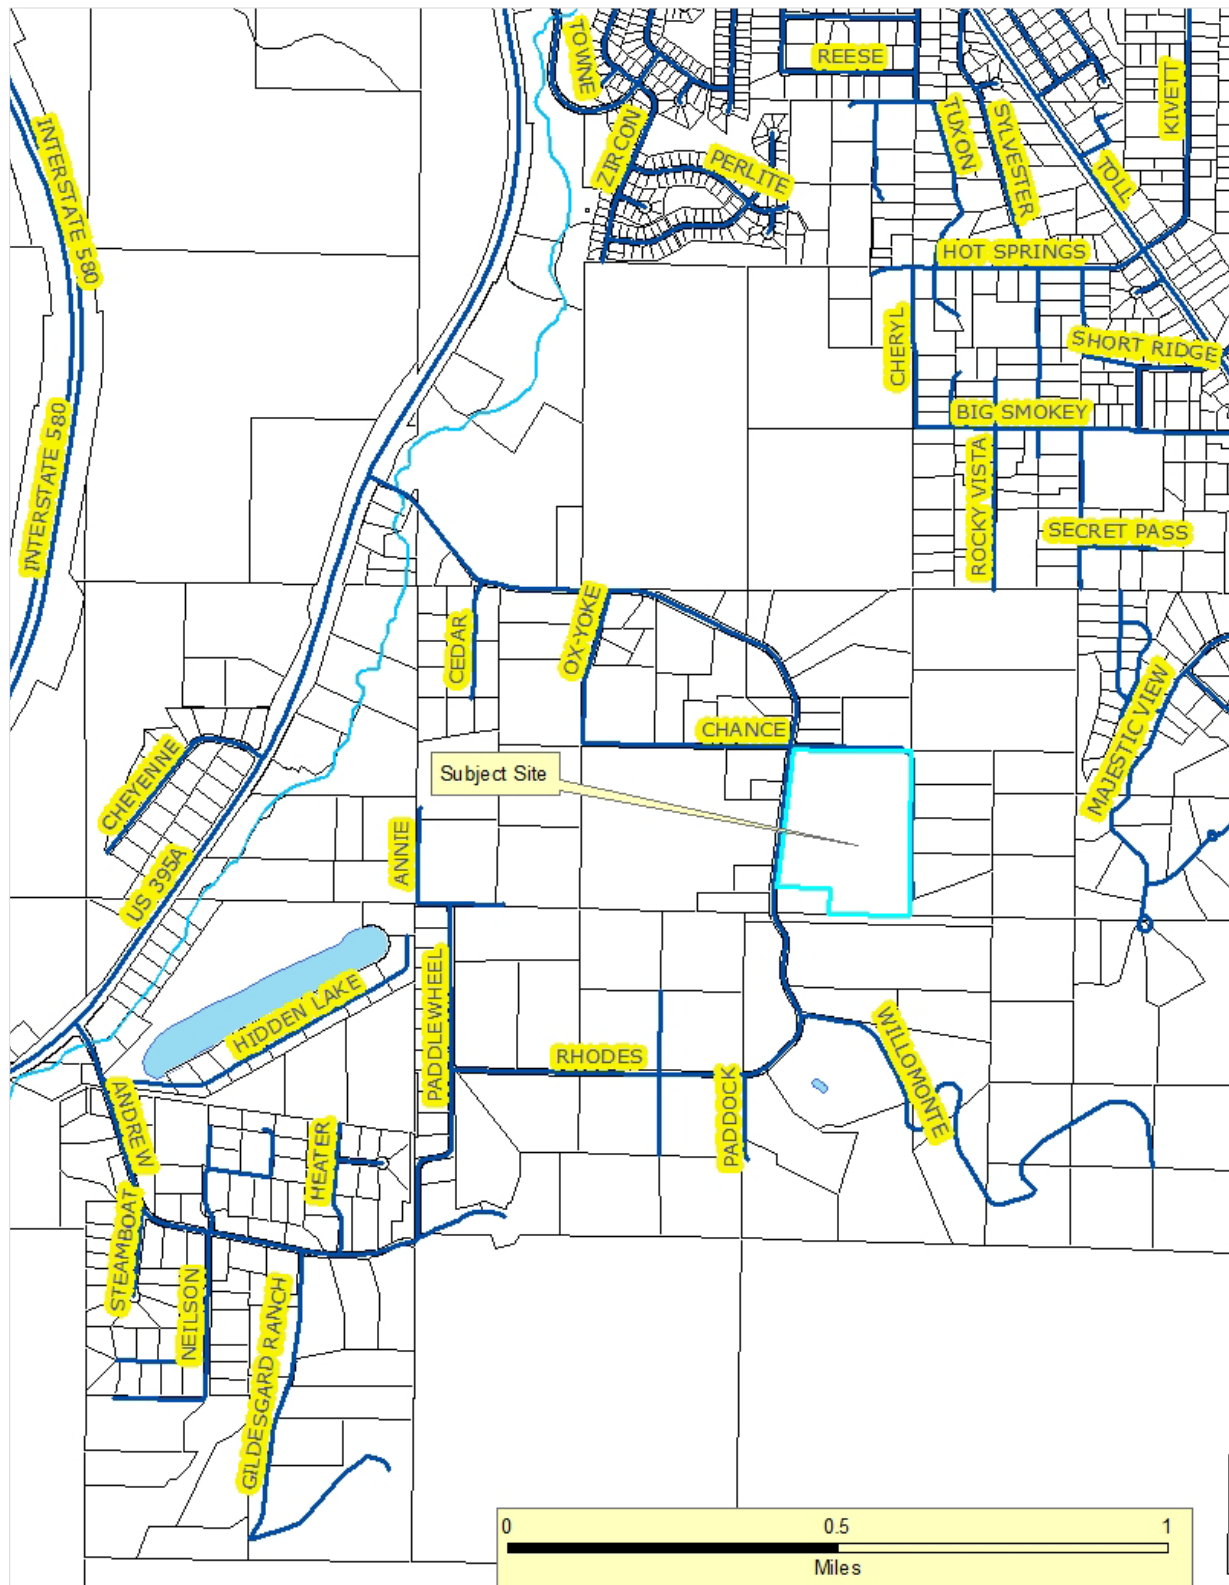 TOWNE
REESE
KIVETT
INTERSTATE 580
ZIRCON
PERLITE
TUXON
SYLVESTER
TOLL
HOT SPRINGS
CHERYL
SHORT RIDGE
BIG SMOKEY
INTERSTATE 580
ROCKY VISTA
SECRET PASS
CEDAR
OX-YOKE
CHANCE
MAJESTIC VIEW
CHEYENNE
Subject Site
ANNIE
US 395A
HIDDEN LAKE
PADDLEWHEEL
RHODES
WILLOMONTE
PADDOCK
ANDREW
HEATER
STEAMBOAT
NEILSON
GILDESGARD RANCH
0 0.5 1
Miles